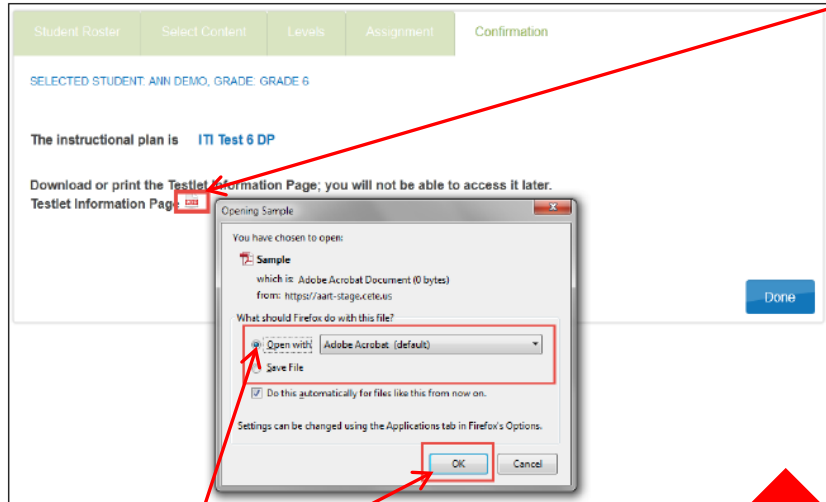 Student Roster Select Content Levels Assignment Confirmation
SELECTED STUDENT: ANN DEMO, GRADE: GRADE 6
The instructional plan is ITI Test 6 DP
Download or print the Testlet Information Page; you will not be able to access it later.
Testlet Information Page
Opening Sample
You have chosen to open:
Sample
which is: Adobe Acrobat Document (0 bytes)
from: https://aart-stage.cete.us
What should Firefox do with this file?
Open with Adobe Acrobat (default)
Save File
Do this automatically for files like this from now on.
Settings can be changed using the Applications tab in Firefox's Options.
OK Cancel
Done